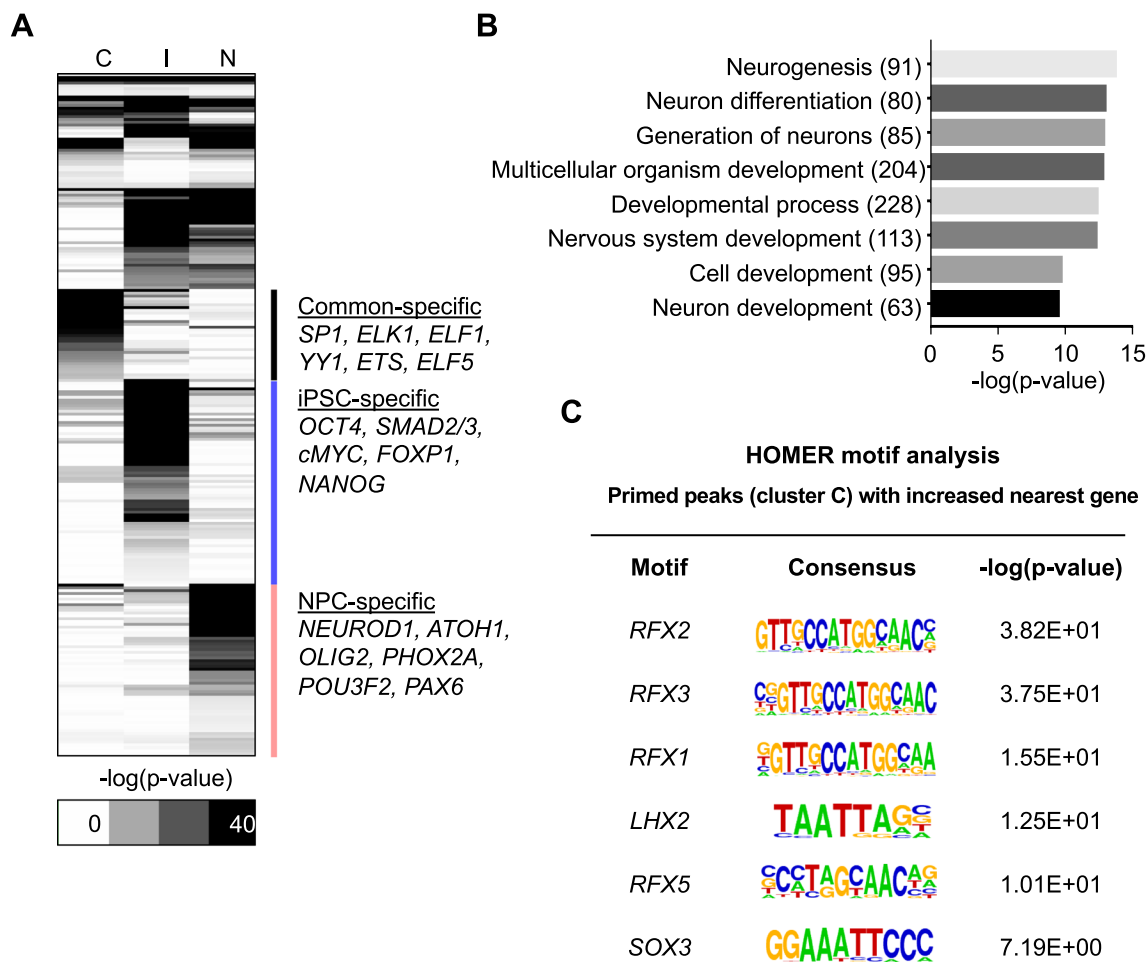 A
C I N
Common-specific
SP1, ELK1, ELF1,
YY1, ETS, ELF5
iPSC-specific
OCT4, SMAD2/3,
cMYC, FOXP1,
NANOG
NPC-specific
NEUROD1, ATOH1,
OLIG2, PHOX2A,
POU3F2, PAX6
-log(p-value)
0 40
B
Neurogenesis (91)
Neuron differentiation (80)
Generation of neurons (85)
Multicellular organism development (204)
Developmental process (228)
Nervous system development (113)
Cell development (95)
Neuron development (63)
0 5 10 15
-log(p-value)
C
HOMER motif analysis
Primed peaks (cluster C) with increased nearest gene
Motif Consensus -log(p-value)
RFX2 GTTGCCATGGCAACC 3.82E+01
RFX3 CGGTTGCCATGGCAAC 3.75E+01
RFX1 GGTTGCCATGGCAA 1.55E+01
LHX2 TAATTAGC 1.25E+01
RFX5 CCCTAGCAACAG 1.01E+01
SOX3 GGAAATTCCC 7.19E+00